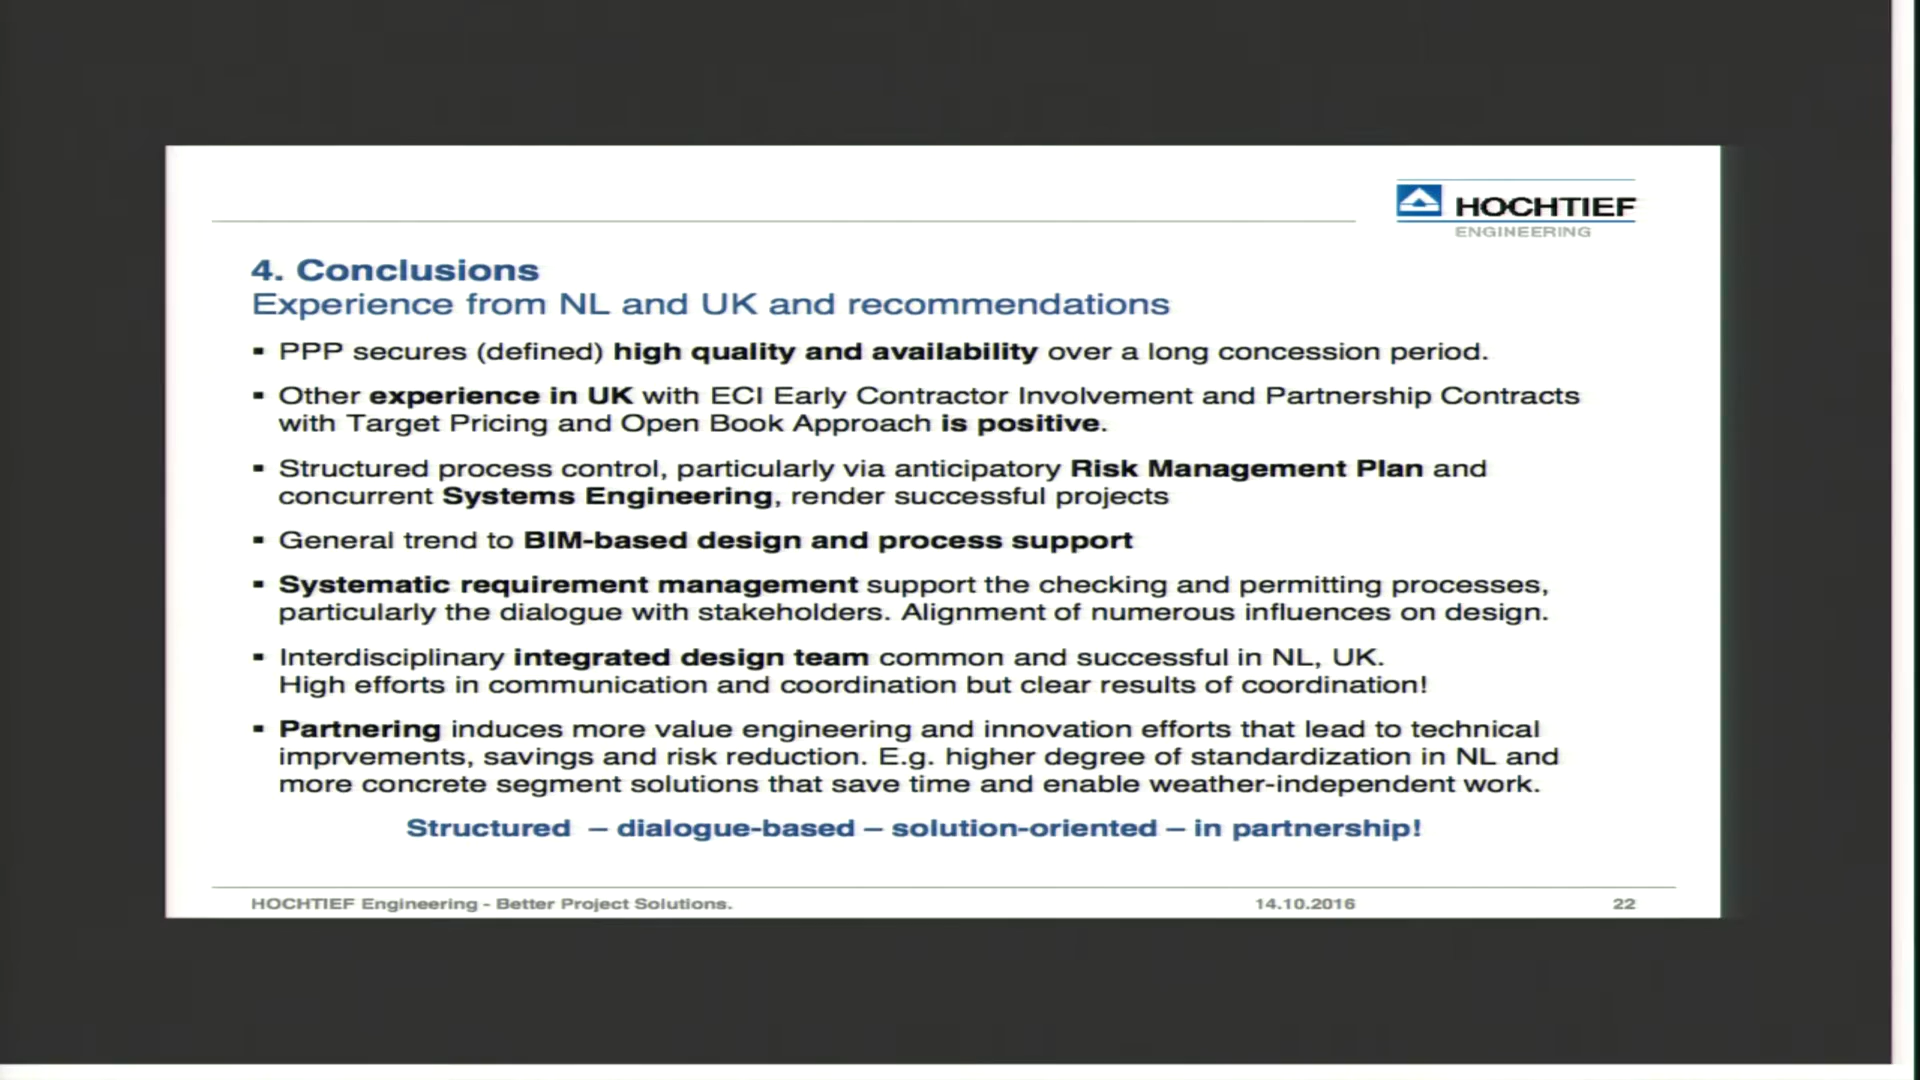 HOCHTIEF
ENGINEERING
4. Conclusions
Experience from NL and UK and recommendations
▪ PPP secures (defined) high quality and availability over a long concession period.
▪ Other experience in UK with ECI Early Contractor Involvement and Partnership Contracts
with Target Pricing and Open Book Approach is positive.
▪ Structured process control, particularly via anticipatory Risk Management Plan and
concurrent Systems Engineering, render successful projects
▪ General trend to BIM-based design and process support
▪ Systematic requirement management support the checking and permitting processes,
particularly the dialogue with stakeholders. Alignment of numerous influences on design.
▪ Interdisciplinary integrated design team common and successful in NL, UK.
High efforts in communication and coordination but clear results of coordination!
▪ Partnering induces more value engineering and innovation efforts that lead to technical
imprvements, savings and risk reduction. E.g. higher degree of standardization in NL and
more concrete segment solutions that save time and enable weather-independent work.
Structured – dialogue-based – solution-oriented – in partnership!
HOCHTIEF Engineering - Better Project Solutions. 14.10.2016 22